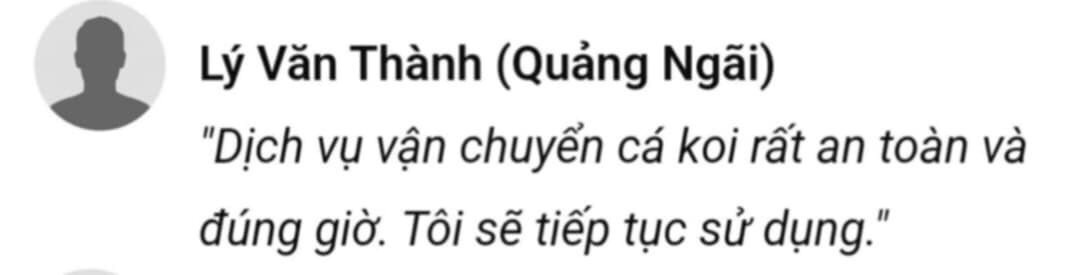 Lý Văn Thành (Quảng Ngãi)
"Dịch vụ vận chuyển cá koi rất an toàn và
đúng giờ. Tôi sẽ tiếp tục sử dụng."